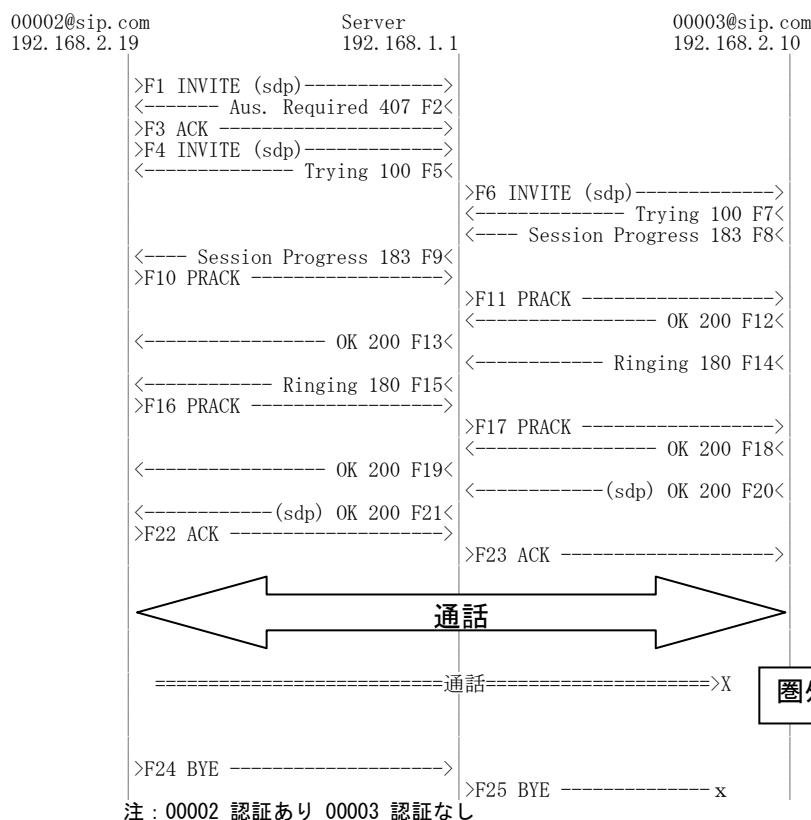 00002@sip.com Server 00003@sip.com
192.168.2.19 192.168.1.1 192.168.2.10
>F1 INVITE (sdp)------------->
<------- Aus. Required 407 F2<
>F3 ACK --------------------->
>F4 INVITE (sdp)------------->
<-------------- Trying 100 F5<
>F6 INVITE (sdp)------------->
<-------------- Trying 100 F7<
<---- Session Progress 183 F8<
<---- Session Progress 183 F9<
>F10 PRACK ------------------>
>F11 PRACK ------------------>
<----------------- OK 200 F12<
<----------------- OK 200 F13<
<------------ Ringing 180 F14<
<------------ Ringing 180 F15<
>F16 PRACK ------------------>
>F17 PRACK ------------------>
<----------------- OK 200 F18<
<----------------- OK 200 F19<
<------------(sdp) OK 200 F20<
<------------(sdp) OK 200 F21<
>F22 ACK -------------------->
>F23 ACK -------------------->
通話
===========================通話=====================>X
圏外
>F24 BYE -------------------->
>F25 BYE -------------- x
注：00002 認証あり 00003 認証なし